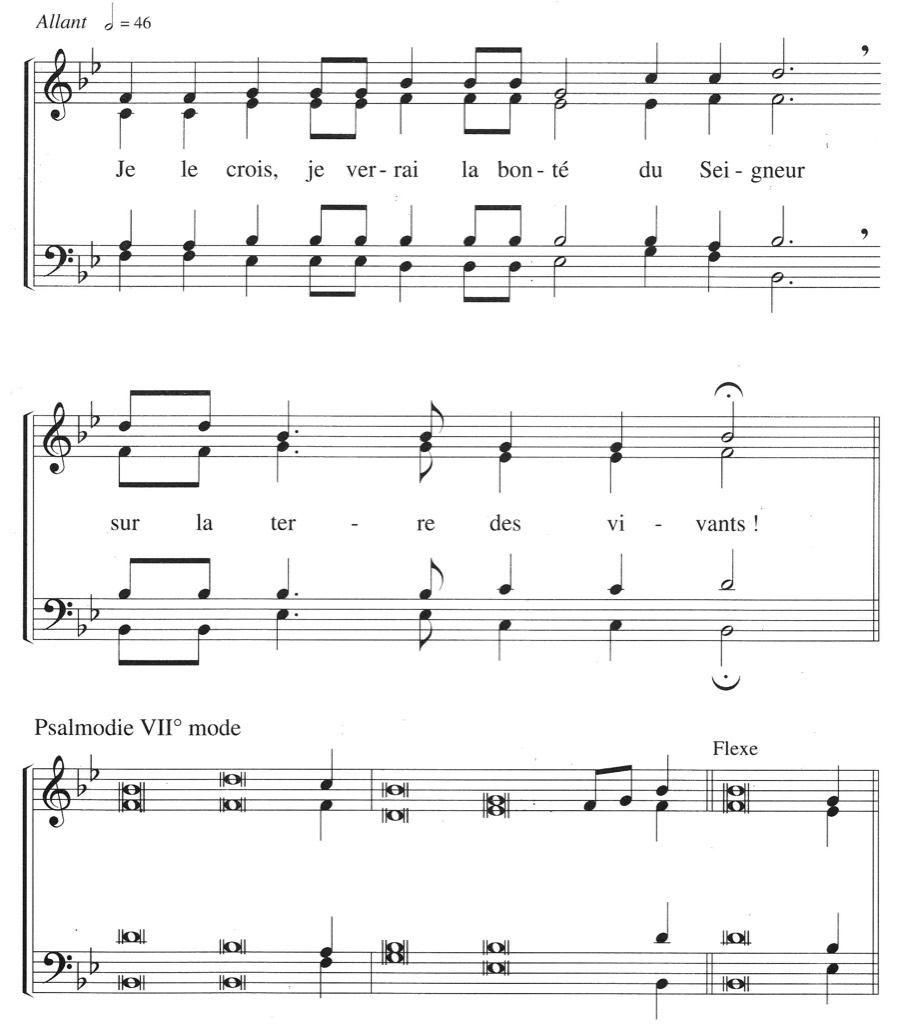 Allant = 46
Je le crois, je ver-rai la bon-té du Sei-gneur
sur la ter-re des vi-vants !
Psalmodie VII° mode
Flexe